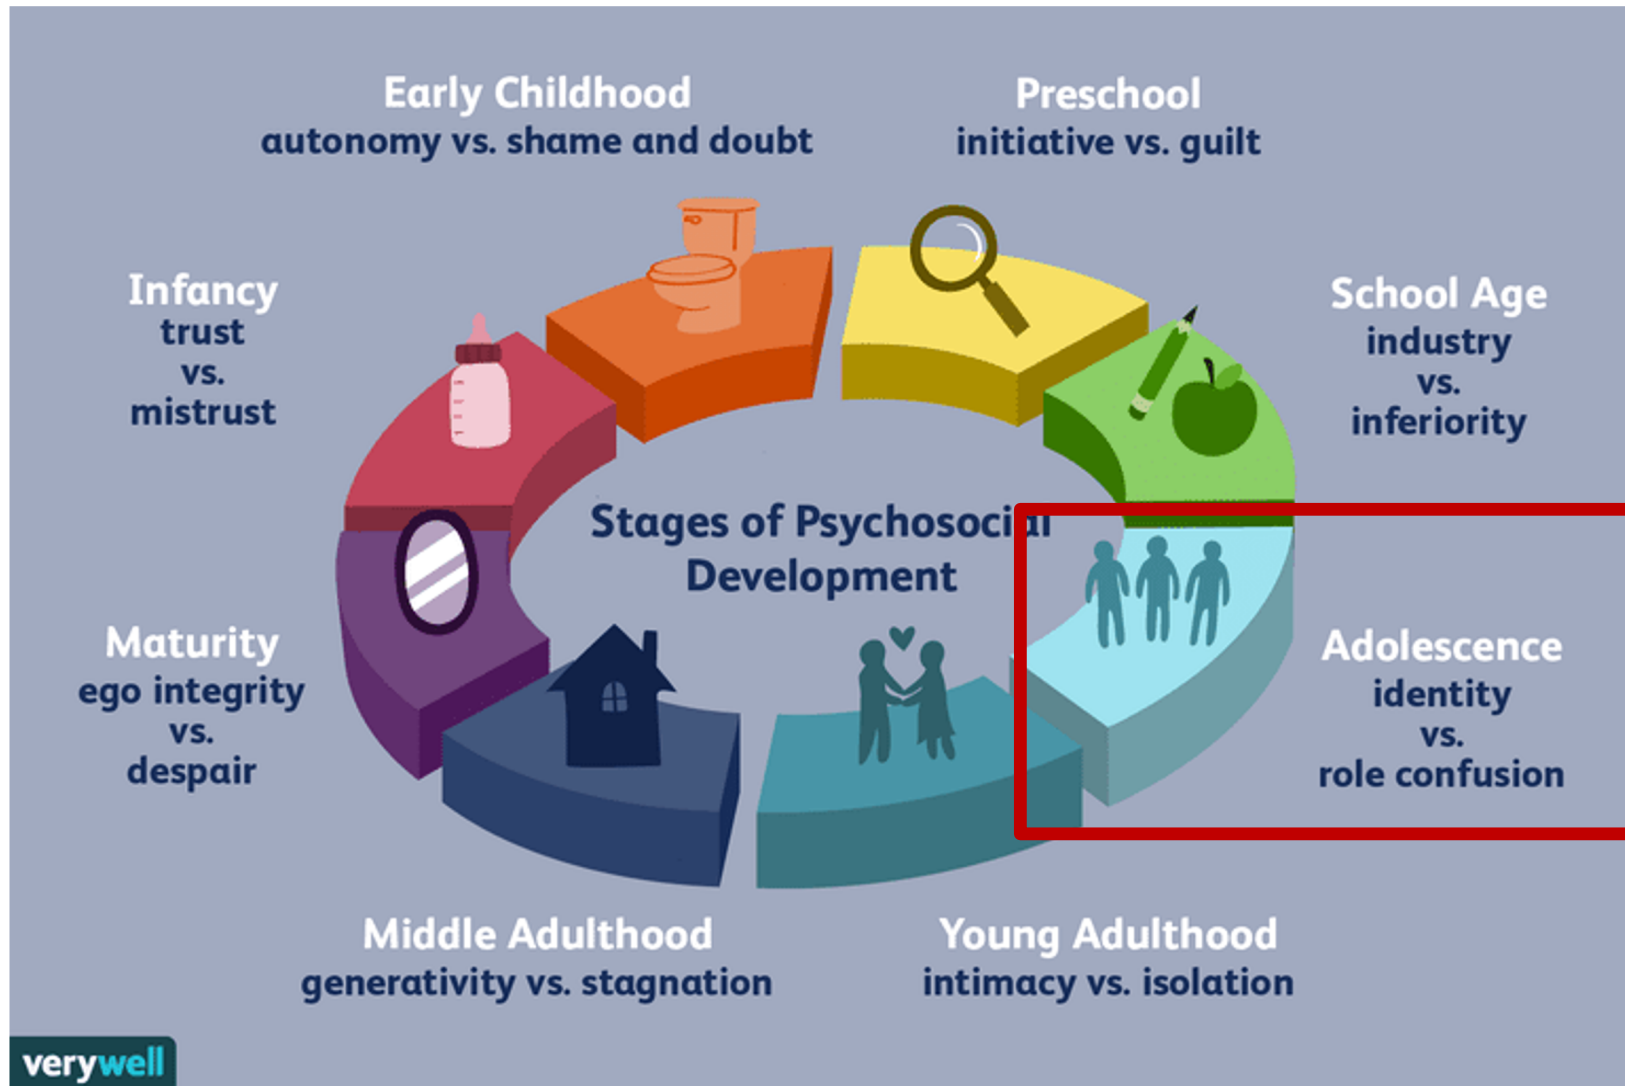 Early Childhood
autonomy vs. shame and doubt
Preschool
initiative vs. guilt
Infancy
trust
vs.
mistrust
School Age
industry
vs.
inferiority
Stages of Psychosocial
Development
Maturity
ego integrity
vs.
despair
Adolescence
identity
vs.
role confusion
Middle Adulthood
generativity vs. stagnation
Young Adulthood
intimacy vs. isolation
verywell